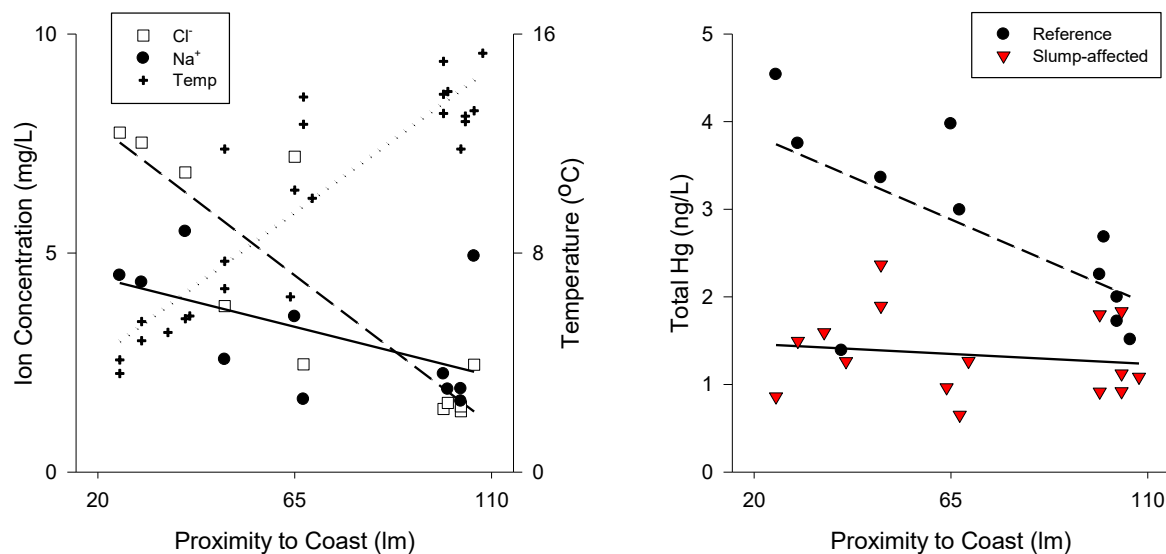 Cl⁻
Na⁺
Temp
Ion Concentration (mg/L)
10
5
0
16
8
0
Temperature (ºC)
20
65
110
Proximity to Coast (lm)
Reference
Slump-affected
Total Hg (ng/L)
5
4
3
2
1
0
20
65
110
Proximity to Coast (lm)